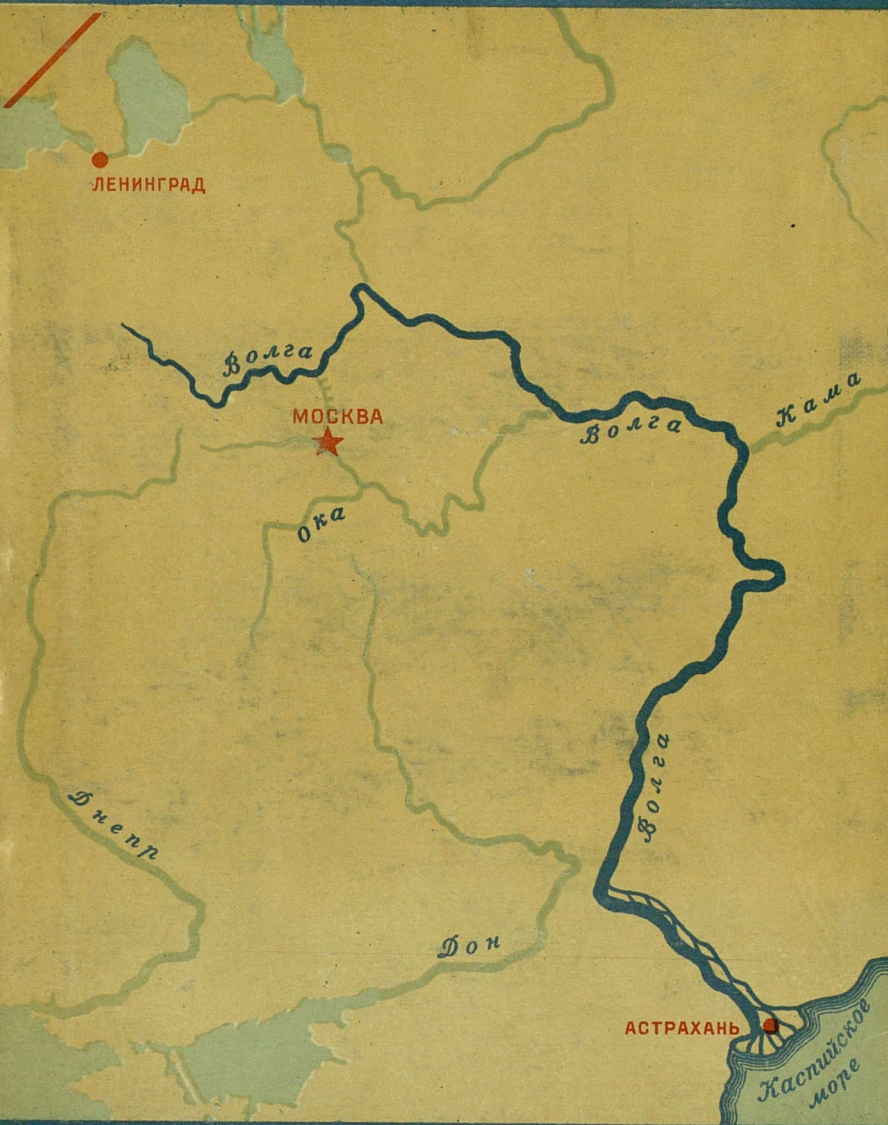 ЛЕНИНГРАД
Волга
МОСКВА
Кама
Волга
Ока
Волга
Днепр
Дон
АСТРАХАНЬ
Каспийское
море